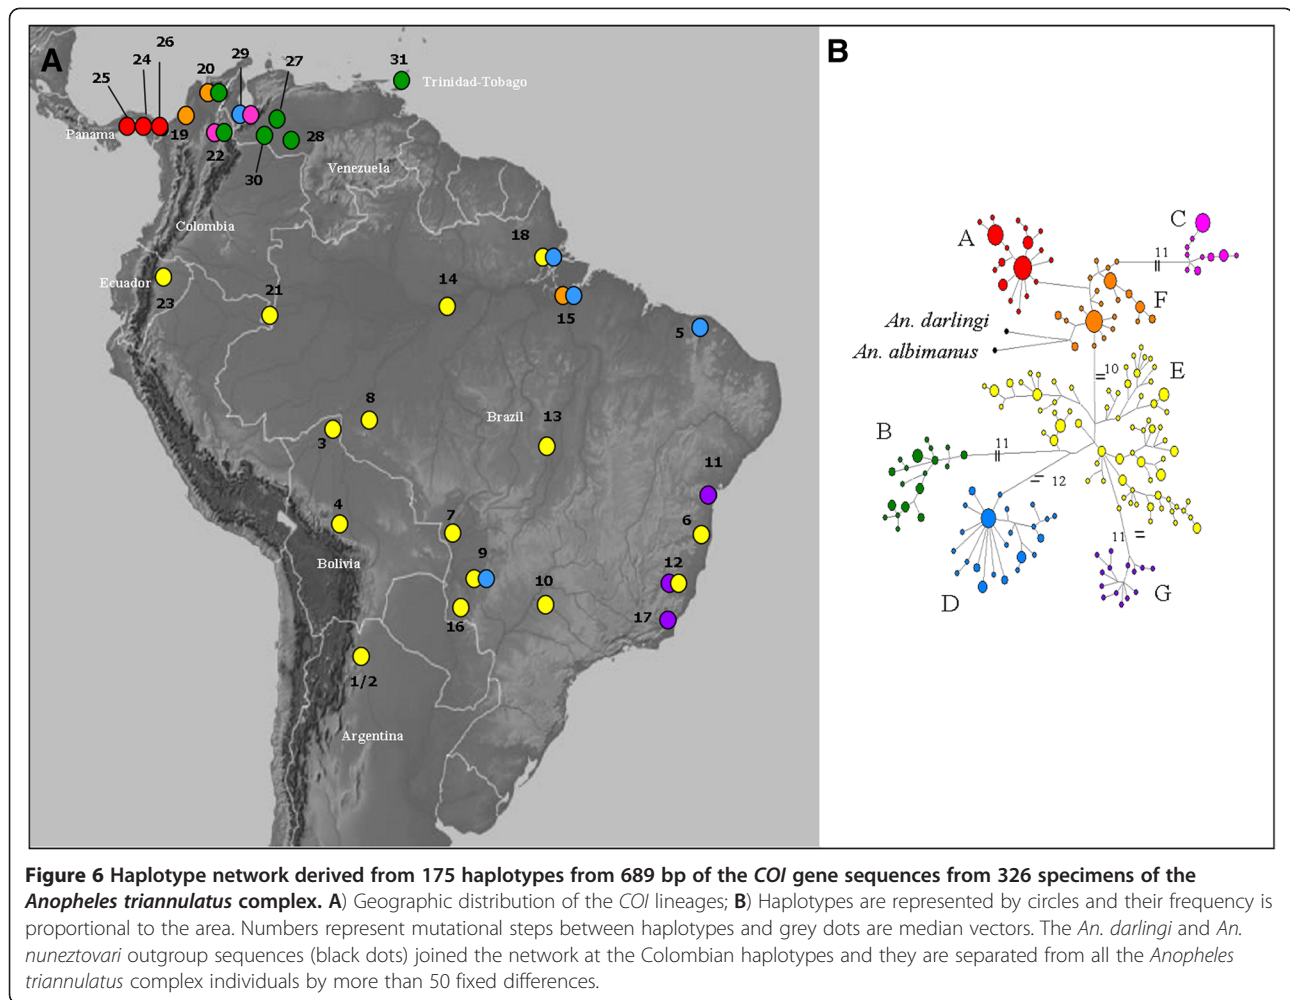 A
B
26
24
25
29
27
20
31
Trinidad-Tobago
Panama
19
22
28
30
Venezuela
Colombia
18
Ecuador
23
21
14
15
5
8
3
Brazil
13
11
4
7
6
Bolivia
9
12
10
16
17
1/2
Argentina
C
A
11
F
An. darlingi
An. albimanus
10
E
B
11
12
11
D
G
Figure 6 Haplotype network derived from 175 haplotypes from 689 bp of the COI gene sequences from 326 specimens of the
Anopheles triannulatus complex. A) Geographic distribution of the COI lineages; B) Haplotypes are represented by circles and their frequency is
proportional to the area. Numbers represent mutational steps between haplotypes and grey dots are median vectors. The An. darlingi and An.
nuneztovari outgroup sequences (black dots) joined the network at the Colombian haplotypes and they are separated from all the Anopheles
triannulatus complex individuals by more than 50 fixed differences.